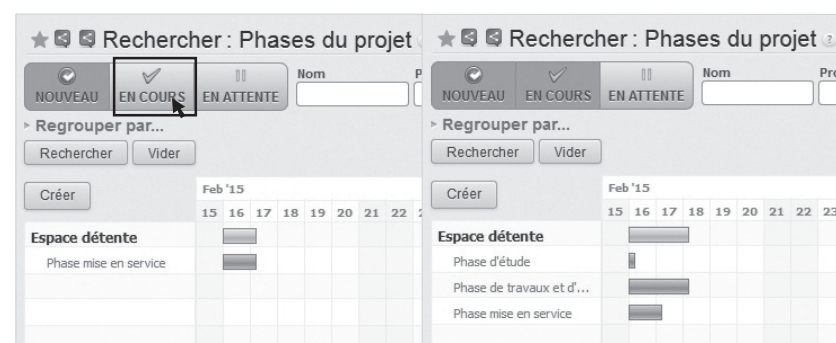 Rechercher : Phases du projet
NOUVEAU EN COURS EN ATTENTE Nom
Regrouper par...
Rechercher Vider
Créer Feb '15
15 16 17 18 19 20 21 22
Espace détente
Phase mise en service
Rechercher : Phases du projet
NOUVEAU EN COURS EN ATTENTE Nom Pro
Regrouper par...
Rechercher Vider
Créer Feb '15
15 16 17 18 19 20 21 22 23
Espace détente
Phase d'étude
Phase de travaux et d'...
Phase mise en service